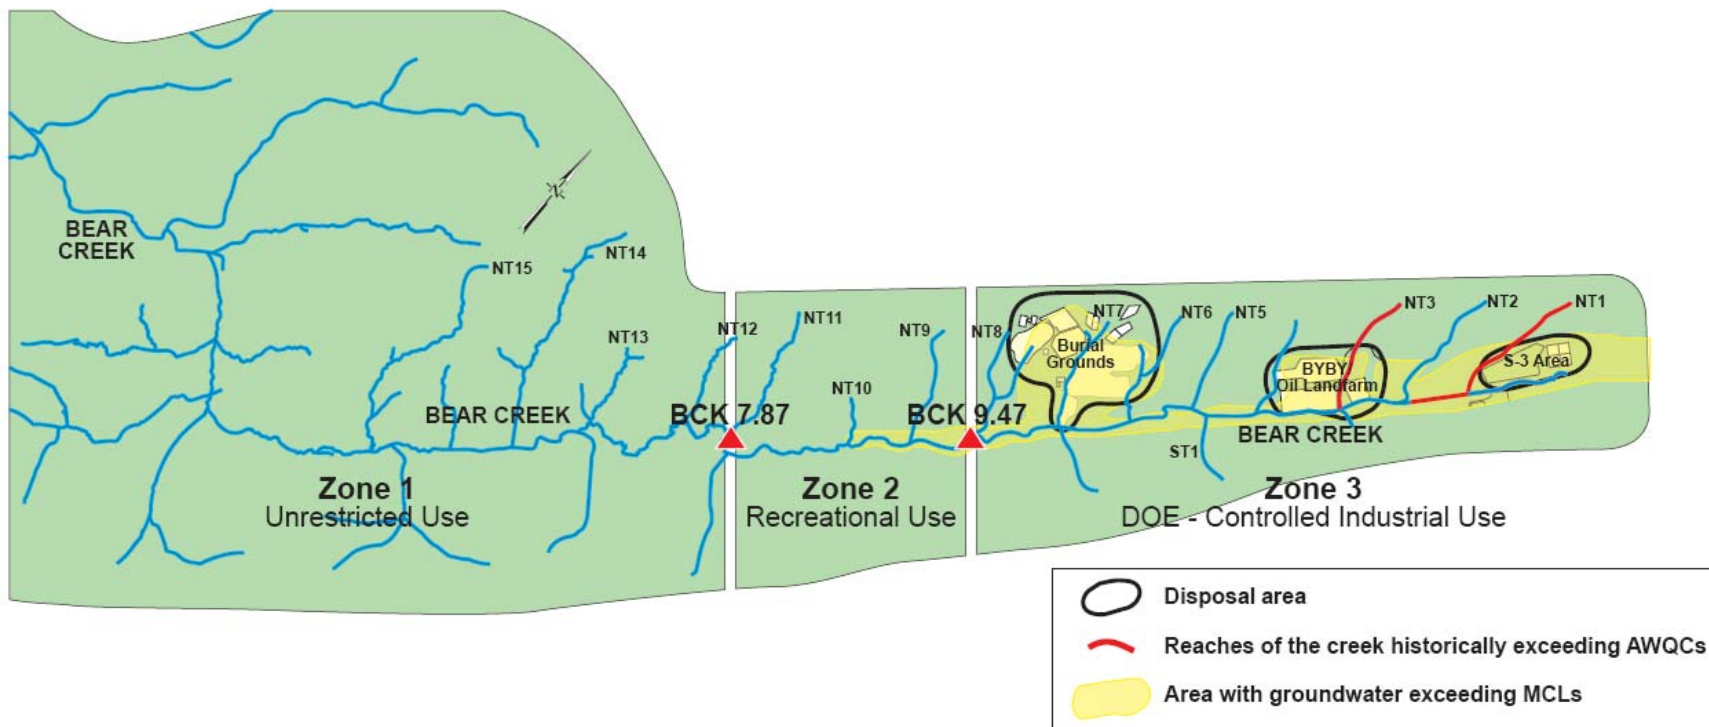 BEAR
CREEK
NT15
NT14
NT13
BEAR CREEK
Zone 1
Unrestricted Use
NT12
NT11
NT10
NT9
BCK 7.87
BCK 9.47
Zone 2
Recreational Use
NT8
NT7
Burial
Grounds
NT6
NT5
NT3
NT2
NT1
BYBY
Oil Landfarm
S-3 Area
BEAR CREEK
ST1
Zone 3
DOE - Controlled Industrial Use
Disposal area
Reaches of the creek historically exceeding AWQCs
Area with groundwater exceeding MCLs